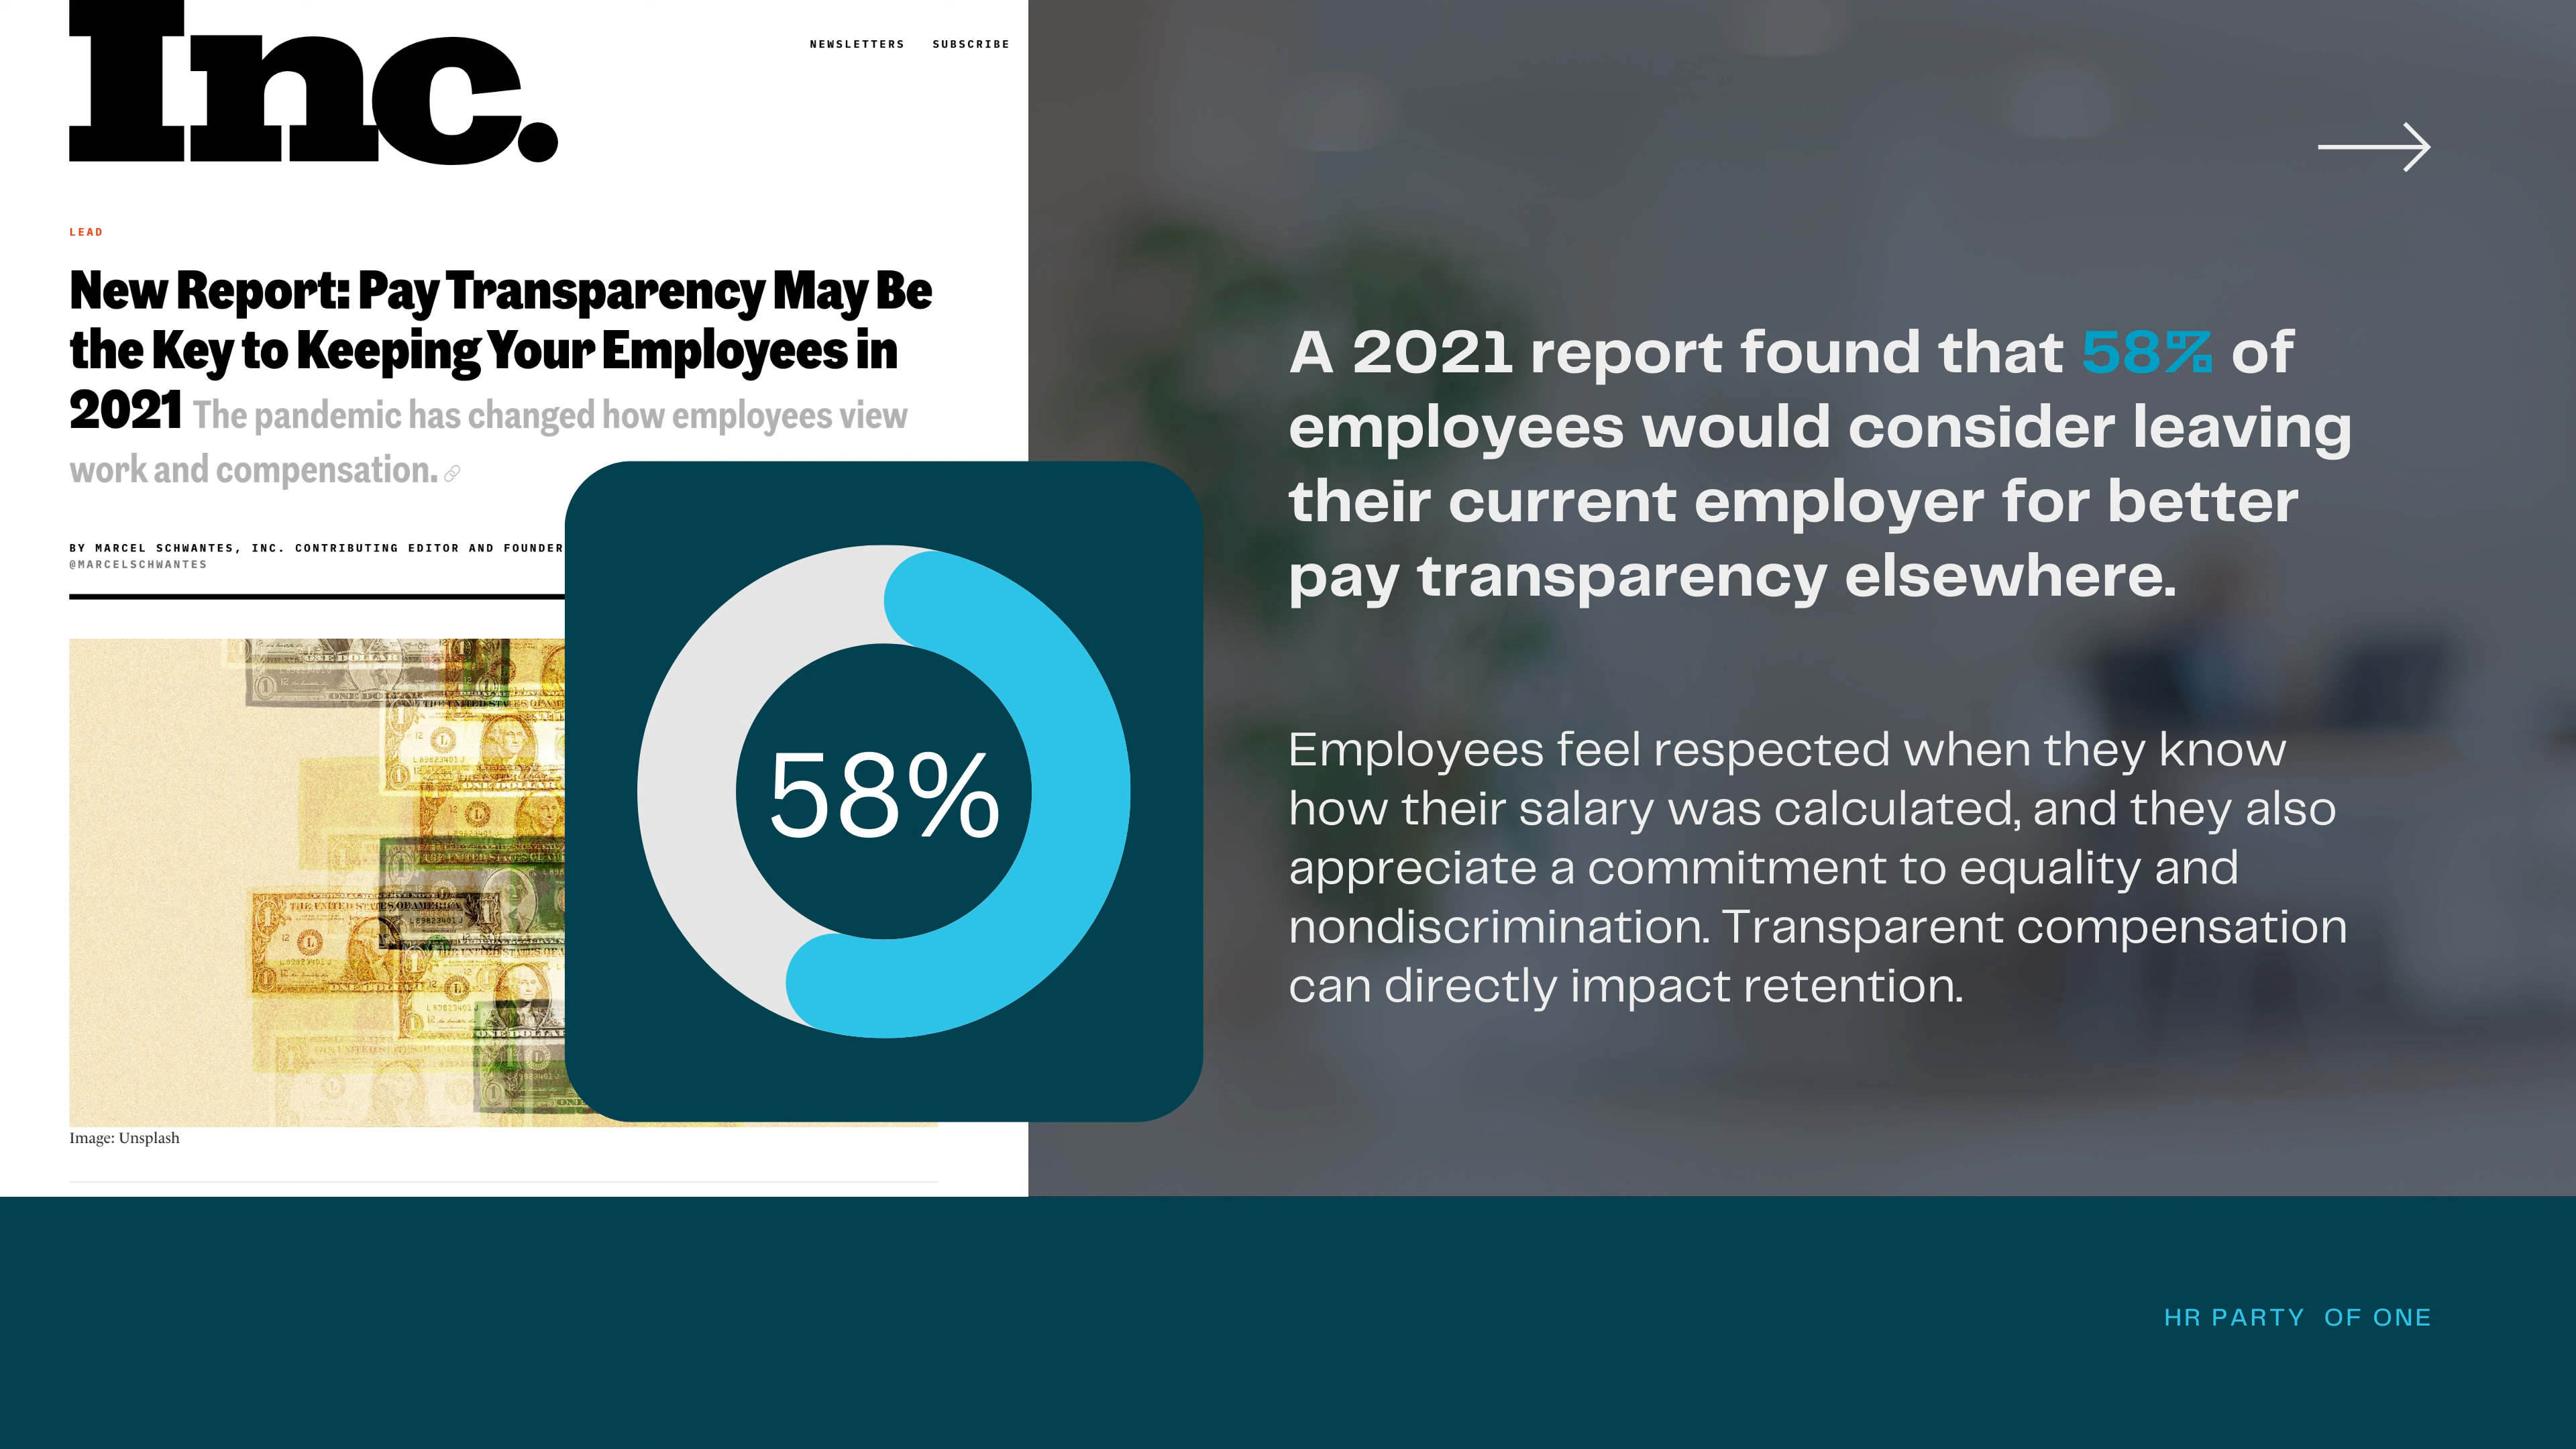 Inc.
NEWSLETTERS SUBSCRIBE
LEAD
New Report: Pay Transparency May Be
the Key to Keeping Your Employees in
2021 The pandemic has changed how employees view
work and compensation.
BY MARCEL SCHWANTES, INC. CONTRIBUTING EDITOR AND FOUNDER
@MARCELSCHWANTES
Image: Unsplash
58%
A 2021 report found that 58% of
employees would consider leaving
their current employer for better
pay transparency elsewhere.
Employees feel respected when they know
how their salary was calculated, and they also
appreciate a commitment to equality and
nondiscrimination. Transparent compensation
can directly impact retention.
HR PARTY OF ONE